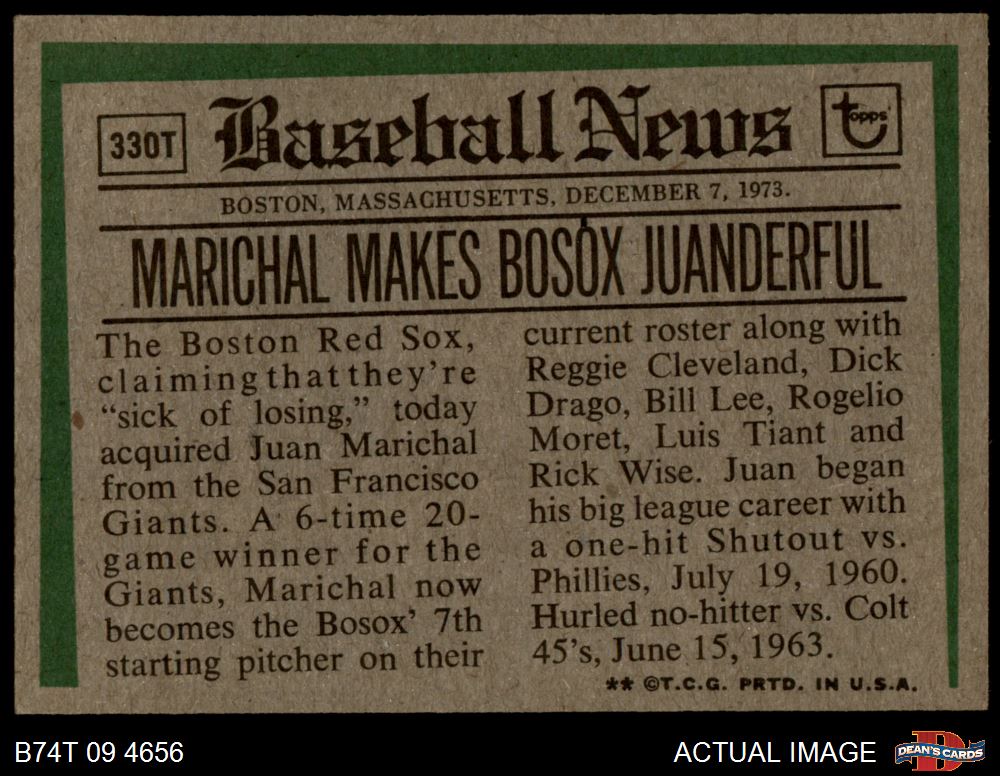 330T
Baseball News
topps
BOSTON, MASSACHUSETTS, DECEMBER 7, 1973.
MARICHAL MAKES BOSOX JUANDERFUL
The Boston Red Sox,
claiming that they're
"sick of losing," today
acquired Juan Marichal
from the San Francisco
Giants. A 6-time 20-
game winner for the
Giants, Marichal now
becomes the Bosox' 7th
starting pitcher on their
current roster along with
Reggie Cleveland, Dick
Drago, Bill Lee, Rogelio
Moret, Luis Tiant and
Rick Wise. Juan began
his big league career with
a one-hit Shutout vs.
Phillies, July 19, 1960.
Hurled no-hitter vs. Colt
45's, June 15, 1963.
** ©T.C.G. PRTD. IN U.S.A.
B74T 09 4656
ACTUAL IMAGE
DEAN'S CARDS